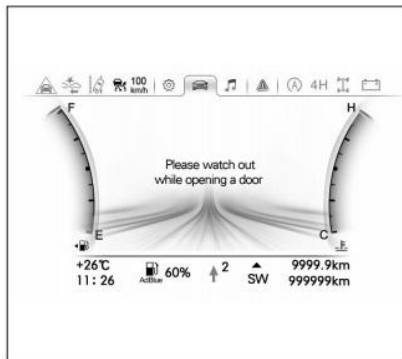 100
km/h
A
4H
F
H
Please watch out
while opening a door
E
C
+26°C
11:26
AdBlue
60%
2
SW
9999.9km
999999km